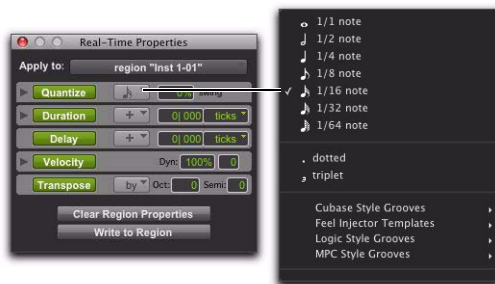 Real-Time Properties
Apply to: region "Inst 1-01"
Quantize 0% swing
Duration + 0| 000 ticks
Delay + 0| 000 ticks
Velocity Dyn: 100% 0
Transpose by Oct: 0 Semi: 0
Clear Region Properties
Write to Region
1/1 note
1/2 note
1/4 note
1/8 note
✓ 1/16 note
1/32 note
1/64 note
. dotted
3 triplet
Cubase Style Grooves
Feel Injector Templates
Logic Style Grooves
MPC Style Grooves